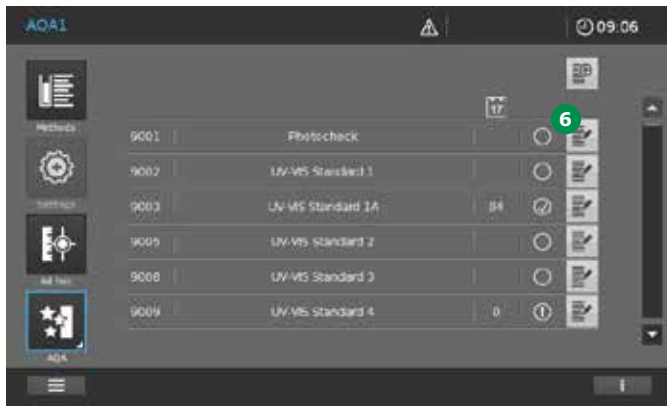 AQA1 09:06
Methods
17
6
9001 Photocheck
9002 UV-VIS Standard 1
Settings
9003 UV-VIS Standard 1A 84
9005 UV-VIS Standard 2
9008 UV-VIS Standard 3
9009 UV-VIS Standard 4 0
AQA
i